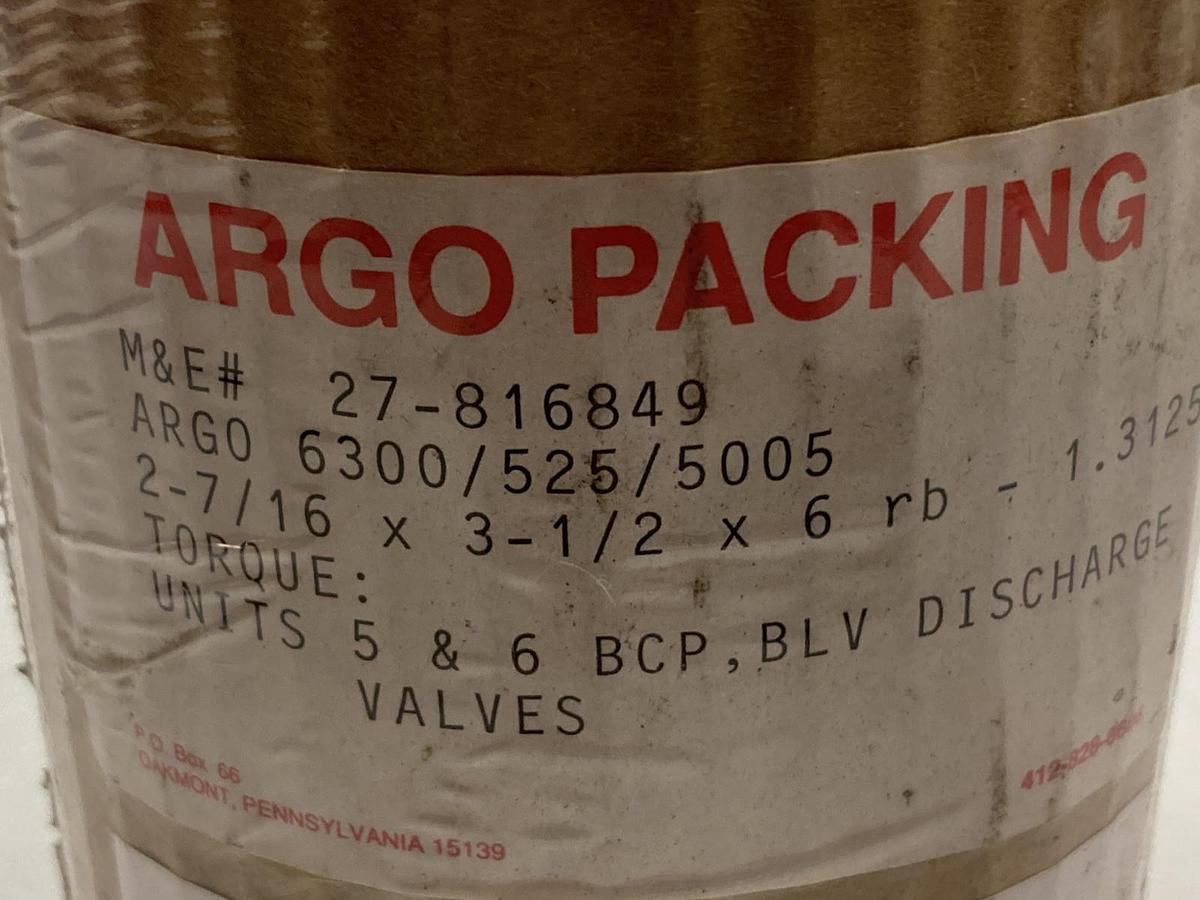 ARGO PACKING
M&E# 27-816849
ARGO 6300/525/5005
2-7/16 x 3-1/2 x 6 rb - 1.3125
TORQUE:
UNITS 5 & 6 BCP,BLV DISCHARGE
VALVES
P.O. Box 66
OAKMONT, PENNSYLVANIA 15139